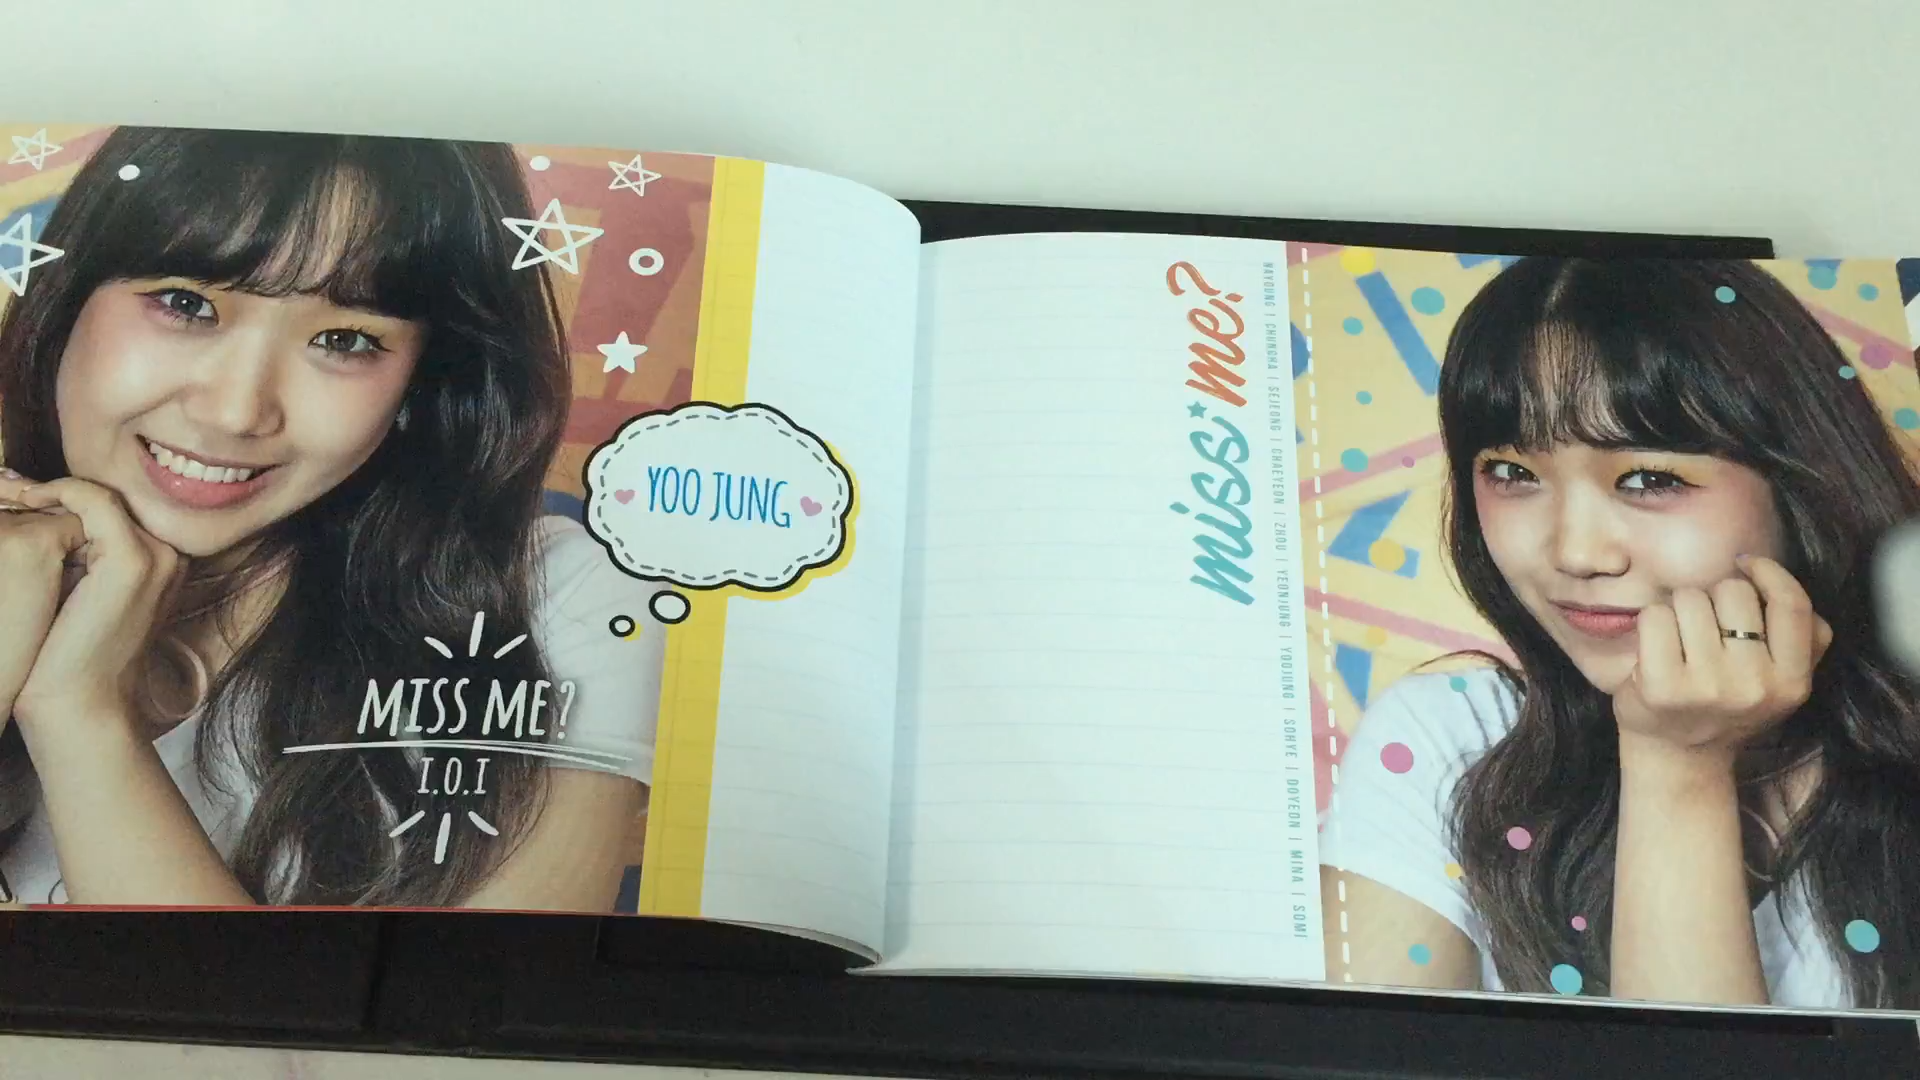 YOO JUNG
MISS ME?
I.O.I
miss me?
NAYOUNG | CHUNGHA | SEJEONG | CHAEYEON | ZHOU | YEONJUNG | YOOJUNG | SOHYE | DOYEON | MINA | SOMI